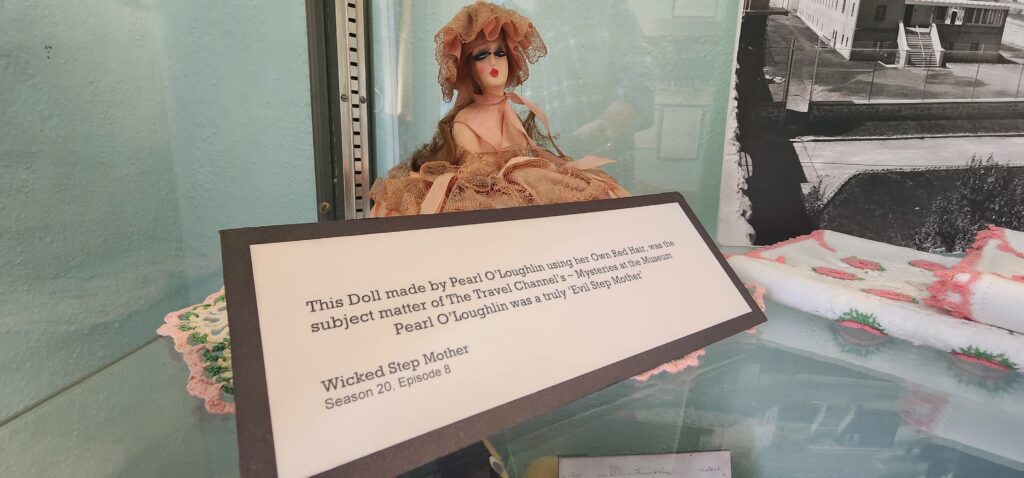 This Doll made by Pearl O'Loughlin using her Own Red Hair, was the
subject matter of The Travel Channel's ~ Mysteries at the Museum
Pearl O'Loughlin was a truly 'Evil Step Mother'
Wicked Step Mother
Season 20, Episode 8